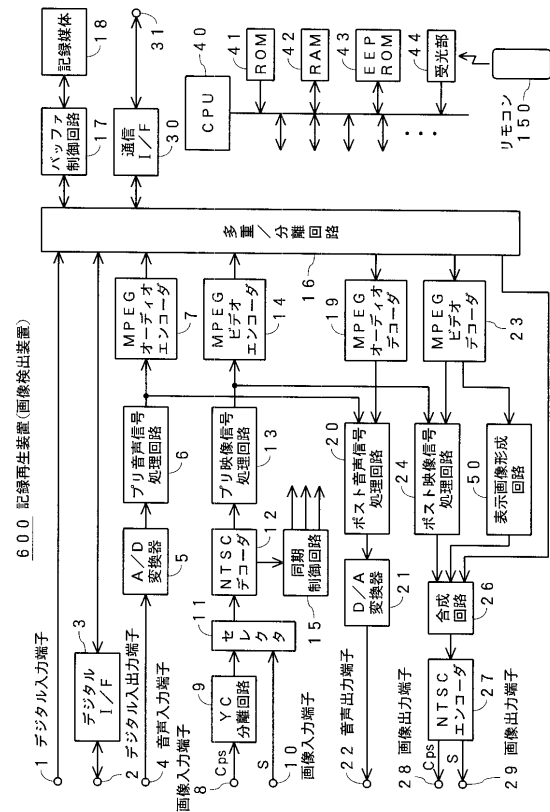 600 記録再生装置(画像検出装置)
1 デジタル入力端子
デジタル
I/F
3
2 デジタル入出力端子
4 音声入力端子
A/D
変換器
5
プリ音声信号
処理回路
6
MPEG
オーディオ
エンコーダ
7
画像入力端子
8
Cps
YC
分離回路
9
S
10
画像入力端子
セレクタ
11
NTSC
デコーダ
12
プリ映像信号
処理回路
13
MPEG
ビデオ
エンコーダ
14
同期
制御回路
15
多重/分離回路
16
バッファ
制御回路
17
記録媒体
18
通信
I/F
30
31
CPU
40
ROM
41
RAM
42
EEP
ROM
43
受光部
44
・・・
リモコン
150
MPEG
オーディオ
デコーダ
19
ポスト音声信号
処理回路
20
D/A
変換器
21
22 音声出力端子
MPEG
ビデオ
デコーダ
23
ポスト映像信号
処理回路
24
表示画像形成
回路
50
合成
回路
26
NTSC
エンコーダ
27
Cps
28 画像出力端子
S
29 画像出力端子